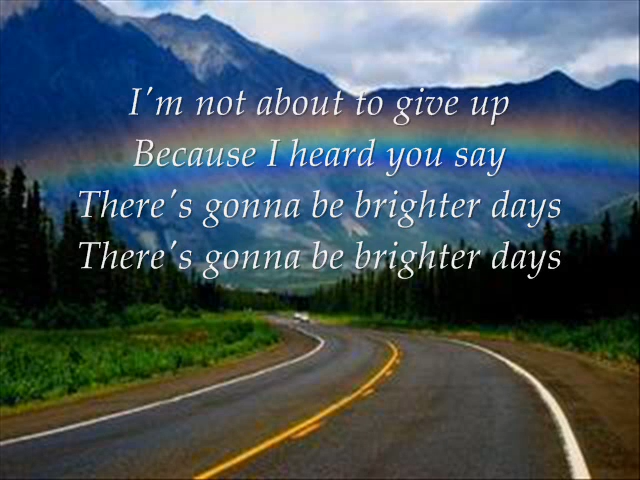 I'm not about to give up
Because I heard you say
There's gonna be brighter days
There's gonna be brighter days